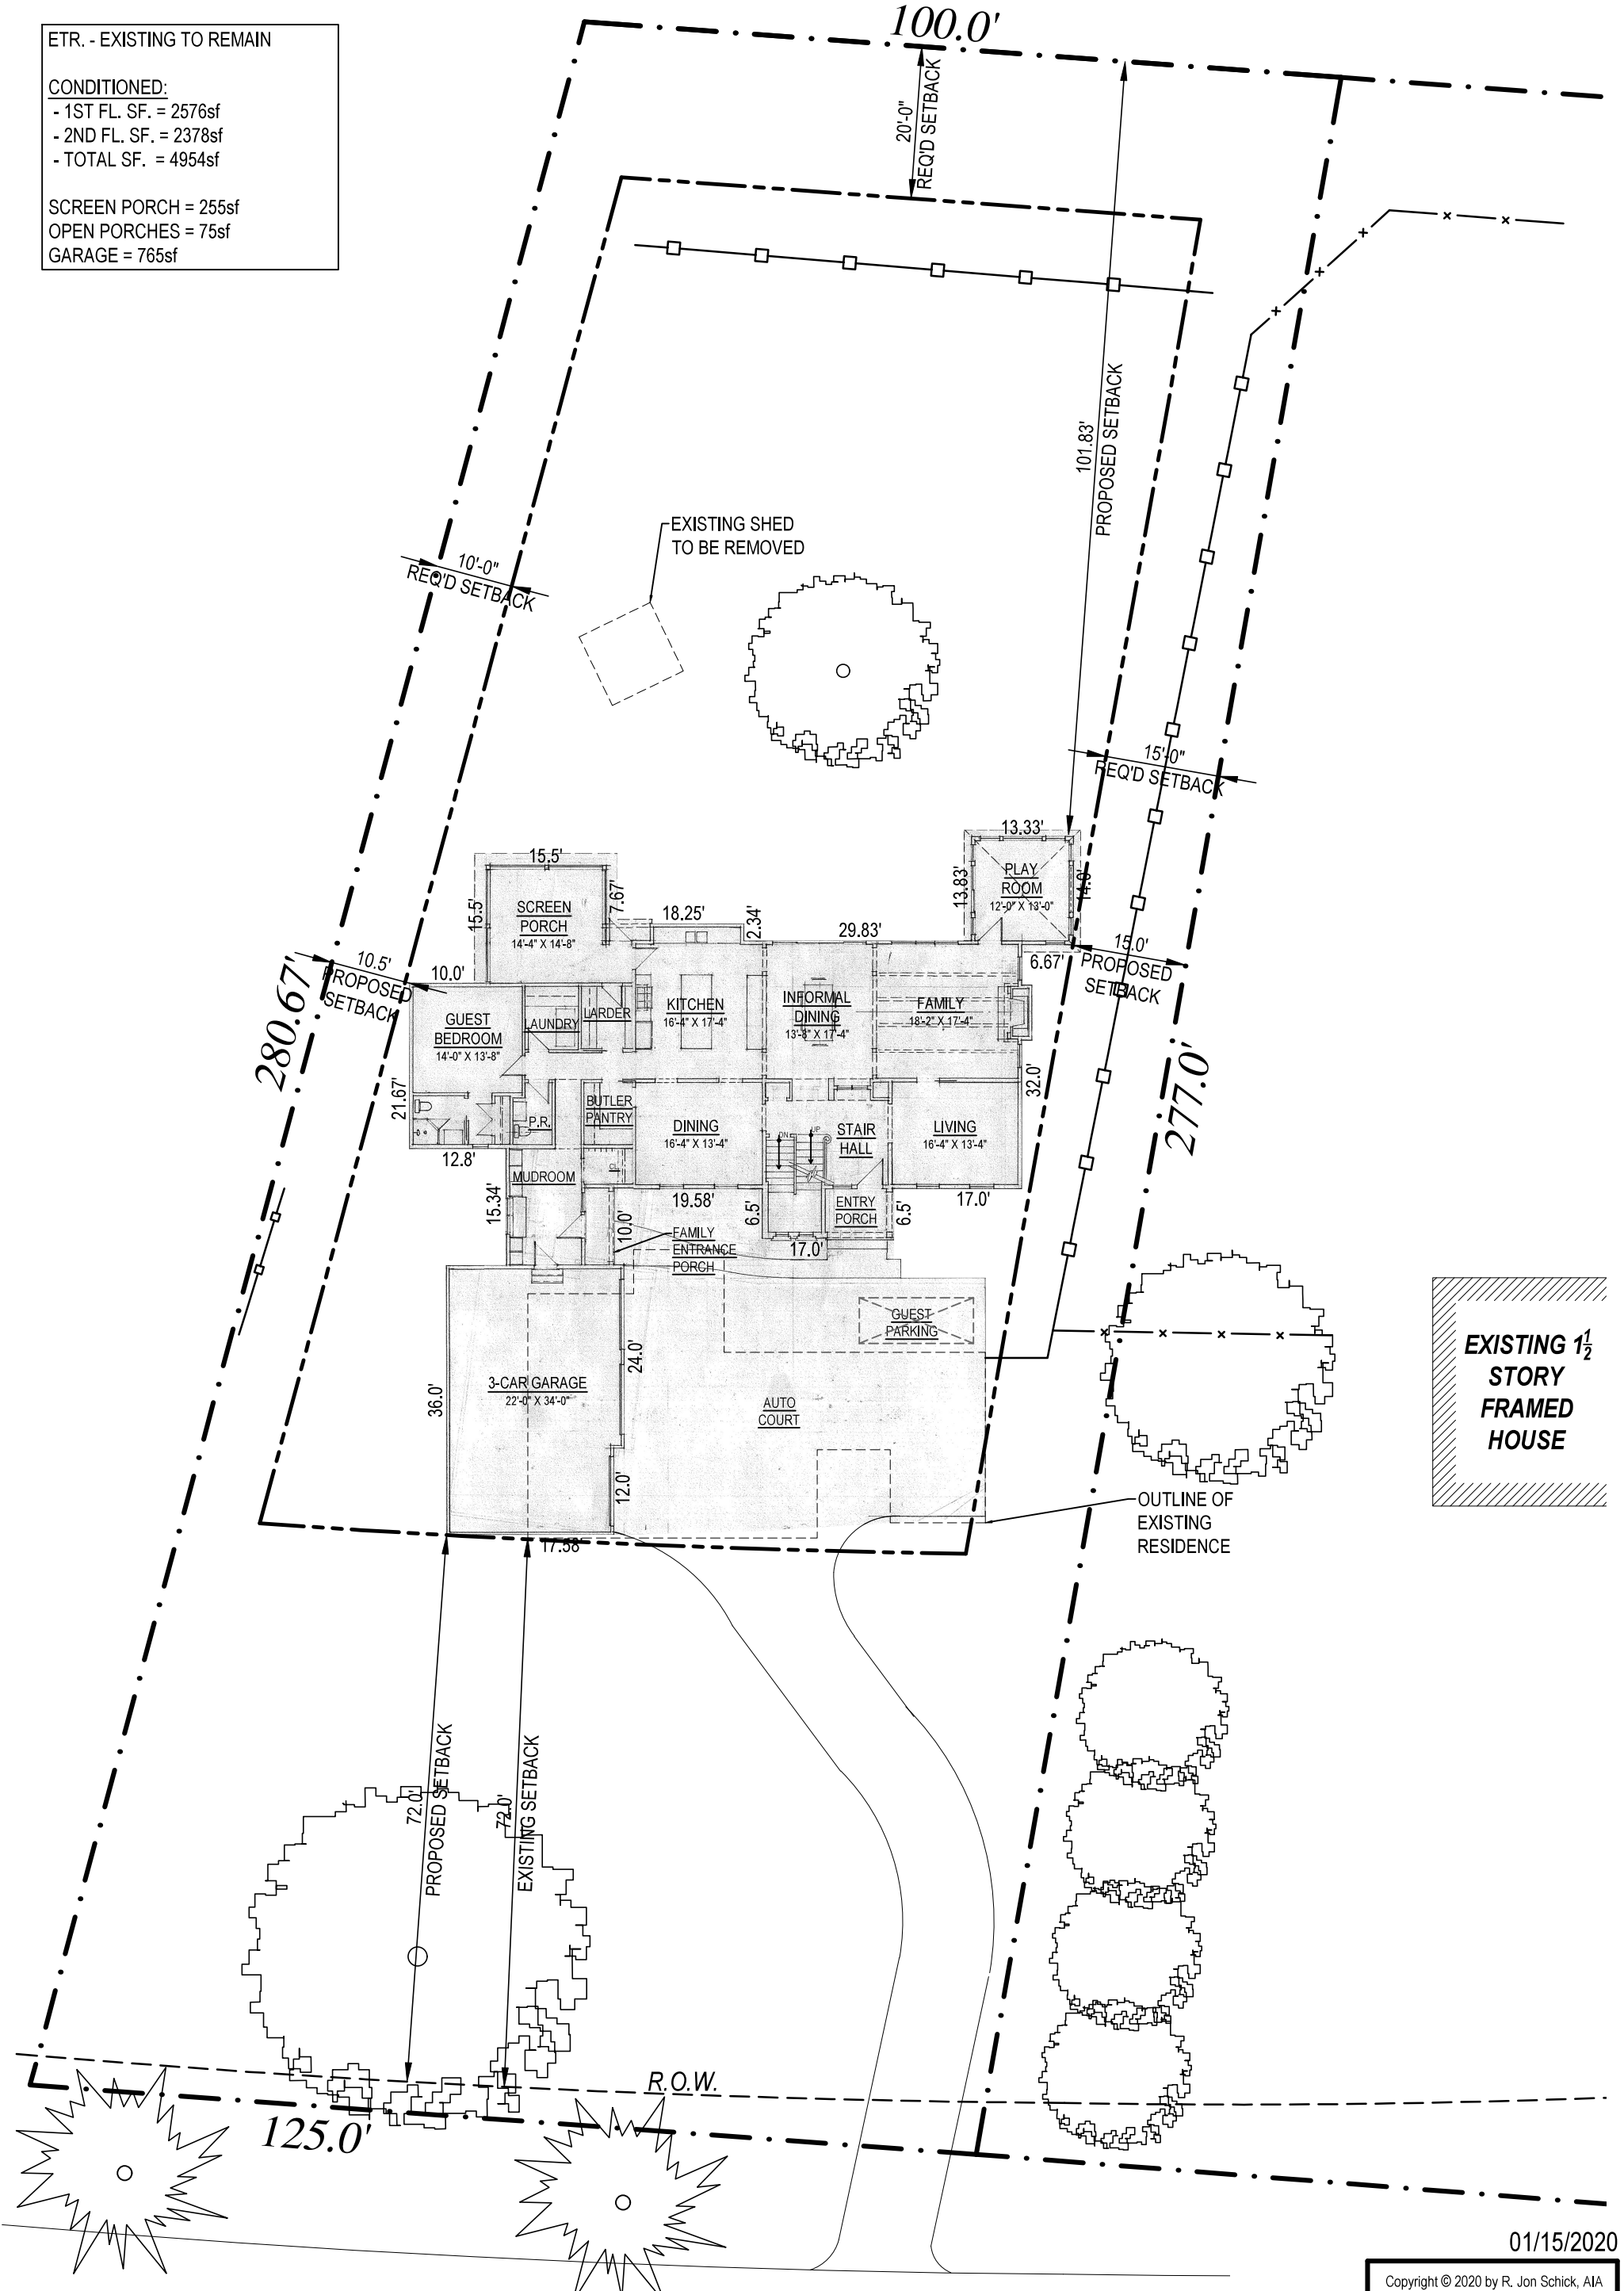 ETR. - EXISTING TO REMAIN
CONDITIONED:
- 1ST FL. SF. = 2576sf
- 2ND FL. SF. = 2378sf
- TOTAL SF. = 4954sf
SCREEN PORCH = 255sf
OPEN PORCHES = 75sf
GARAGE = 765sf
100.0'
20'-0"
REQ'D SETBACK
101.83'
PROPOSED SETBACK
EXISTING SHED
TO BE REMOVED
10'-0"
REQ'D SETBACK
15'-0"
REQ'D SETBACK
13.33'
13.83'
14.0'
PLAY
ROOM
12'-0" X 13'-0"
15.5'
15.5'
7.67'
SCREEN
PORCH
14'-4" X 14'-8"
18.25'
2.34'
29.83'
6.67'
15.0'
PROPOSED
SETBACK
10.5'
PROPOSED
SETBACK
10.0'
280.67'
277.0'
GUEST
BEDROOM
14'-0" X 13'-8"
LAUNDRY
LARDER
KITCHEN
16'-4" X 17'-4"
INFORMAL
DINING
13'-8" X 17'-4"
FAMILY
18'-2" X 17'-4"
32.0'
21.67'
P.R.
BUTLER
PANTRY
DINING
16'-4" X 13'-4"
DN
UP
STAIR
HALL
LIVING
16'-4" X 13'-4"
12.8'
MUDROOM
CL
15.34'
10.0'
19.58'
6.5'
ENTRY
PORCH
6.5'
17.0'
17.0'
FAMILY
ENTRANCE
PORCH
GUEST
PARKING
3-CAR GARAGE
22'-0" X 34'-0"
36.0'
24.0'
12.0'
17.58'
AUTO
COURT
EXISTING 1½
STORY
FRAMED
HOUSE
OUTLINE OF
EXISTING
RESIDENCE
72.0'
PROPOSED SETBACK
72.0'
EXISTING SETBACK
R.O.W.
125.0'
01/15/2020
Copyright © 2020 by R. Jon Schick, AIA